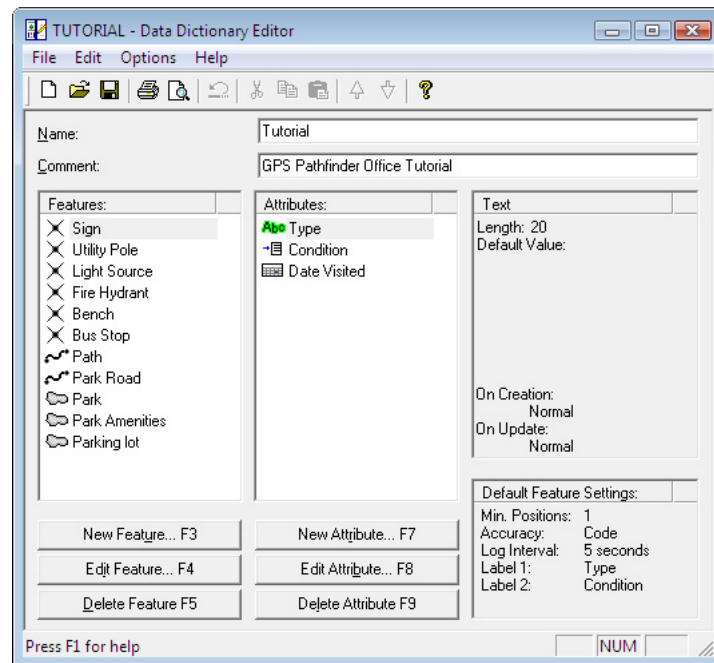 TUTORIAL - Data Dictionary Editor
File Edit Options Help
Name: Tutorial
Comment: GPS Pathfinder Office Tutorial
Features:
Sign
Utility Pole
Light Source
Fire Hydrant
Bench
Bus Stop
Path
Park Road
Park
Park Amenities
Parking lot
Attributes:
Abc Type
Condition
Date Visited
Text
Length: 20
Default Value:
On Creation:
Normal
On Update:
Normal
Default Feature Settings:
Min. Positions: 1
Accuracy: Code
Log Interval: 5 seconds
Label 1: Type
Label 2: Condition
New Feature... F3
Edit Feature... F4
Delete Feature F5
New Attribute... F7
Edit Attribute... F8
Delete Attribute F9
Press F1 for help
NUM